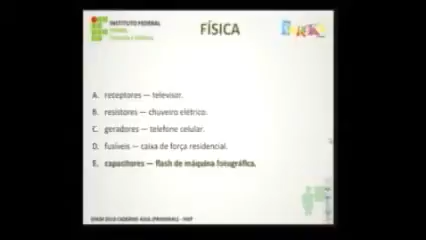 INSTITUTO FEDERAL
FÍSICA
A. receptores — televisor.
B. resistores — chuveiro elétrico.
C. geradores — telefone celular.
D. fusíveis — caixa de força residencial.
E. capacitores — flash de máquina fotográfica.